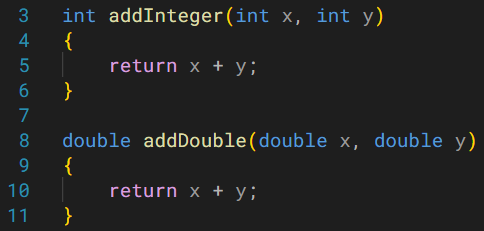 3 int addInteger(int x, int y)
4 {
5     return x + y;
6 }
7
8 double addDouble(double x, double y)
9 {
10     return x + y;
11 }